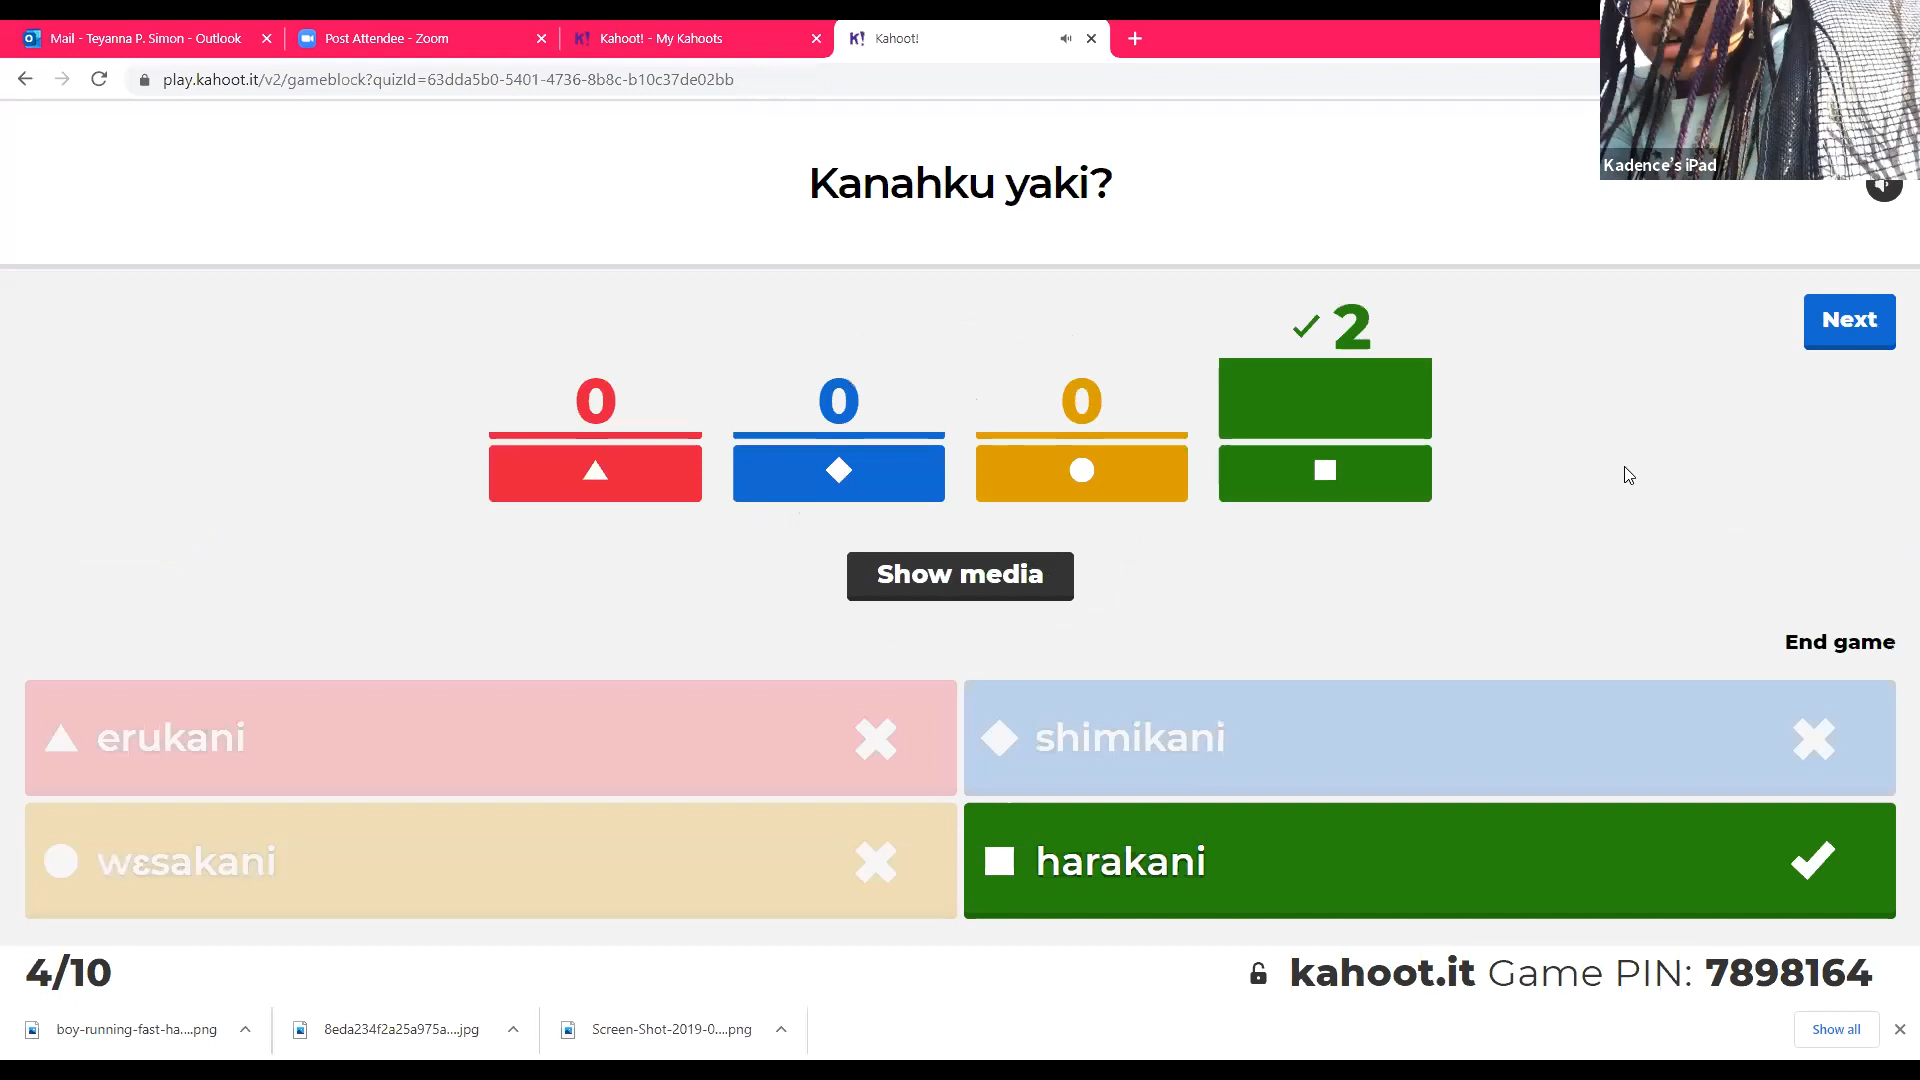 Mail - Teyanna P. Simon - Outlook
Post Attendee - Zoom
Kahoot! - My Kahoots
Kahoot!
play.kahoot.it/v2/gameblock?quizId=63dda5b0-5401-4736-8b8c-b10c37de02bb
Kadence's iPad
Kanahku yaki?
2
Next
0
0
0
Show media
End game
erukani
shimikani
wɛsakani
harakani
4/10
kahoot.it Game PIN: 7898164
boy-running-fast-ha....png
8eda234f2a25a975a....jpg
Screen-Shot-2019-0....png
Show all